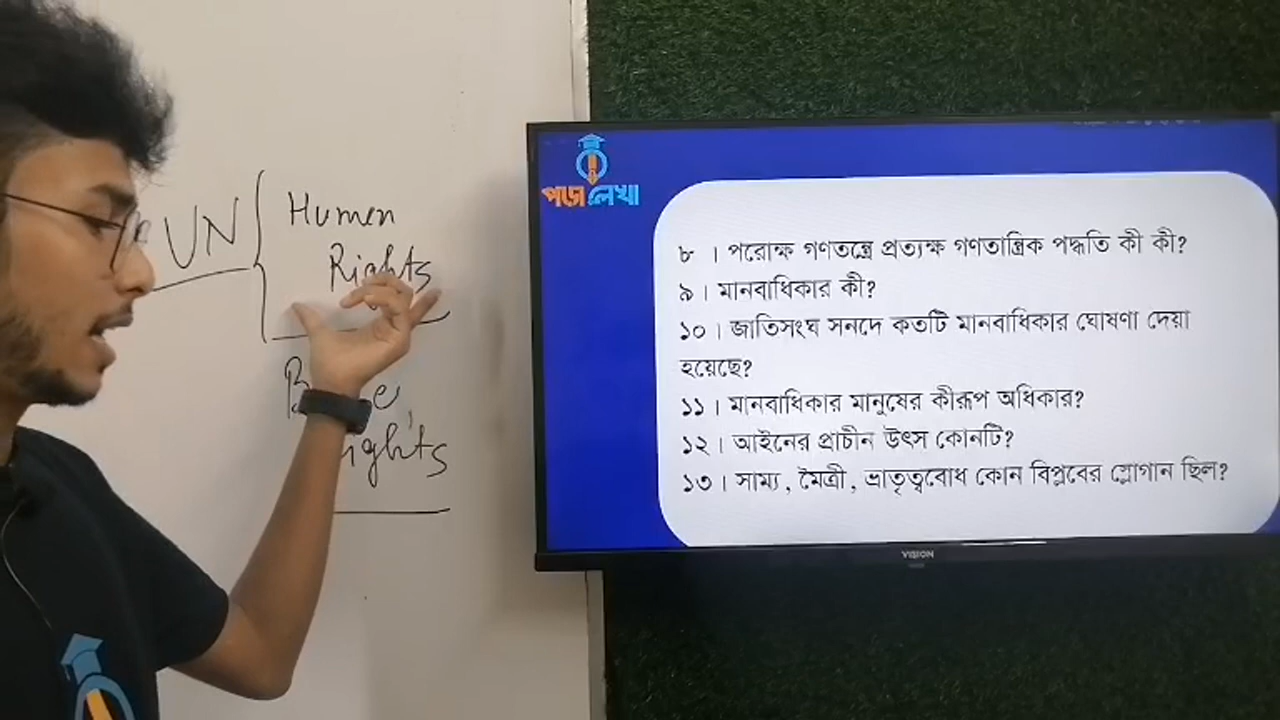 UN
Humen
Rights
Rights
পড়ালেখা
৮ । পরোক্ষ গণতন্ত্রে প্রত্যক্ষ গণতান্ত্রিক পদ্ধতি কী কী?
৯ । মানবাধিকার কী?
১০ । জাতিসংঘ সনদে কতটি মানবাধিকার ঘোষণা দেয়া
হয়েছে?
১১ । মানবাধিকার মানুষের কীরূপ অধিকার?
১২ । আইনের প্রাচীন উৎস কোনটি?
১৩ । সাম্য , মৈত্রী , ভ্রাতৃত্ববোধ কোন বিপ্লবের স্লোগান ছিল?
VISION